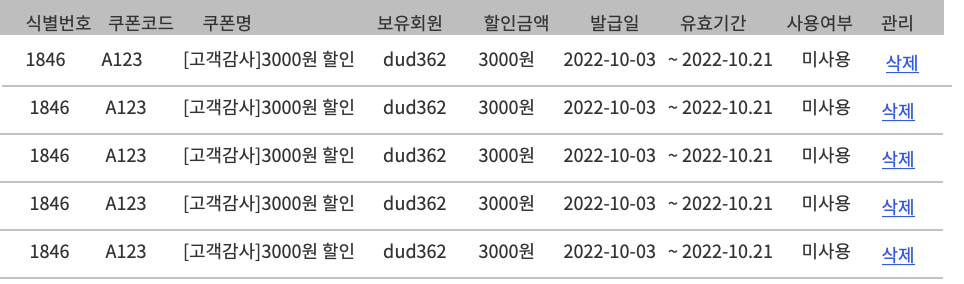 식별번호 쿠폰코드 쿠폰명 보유회원 할인금액 발급일 유효기간 사용여부 관리
1846 A123 [고객감사]3000원 할인 dud362 3000원 2022-10-03 ~ 2022-10.21 미사용 삭제
1846 A123 [고객감사]3000원 할인 dud362 3000원 2022-10-03 ~ 2022-10.21 미사용 삭제
1846 A123 [고객감사]3000원 할인 dud362 3000원 2022-10-03 ~ 2022-10.21 미사용 삭제
1846 A123 [고객감사]3000원 할인 dud362 3000원 2022-10-03 ~ 2022-10.21 미사용 삭제
1846 A123 [고객감사]3000원 할인 dud362 3000원 2022-10-03 ~ 2022-10.21 미사용 삭제